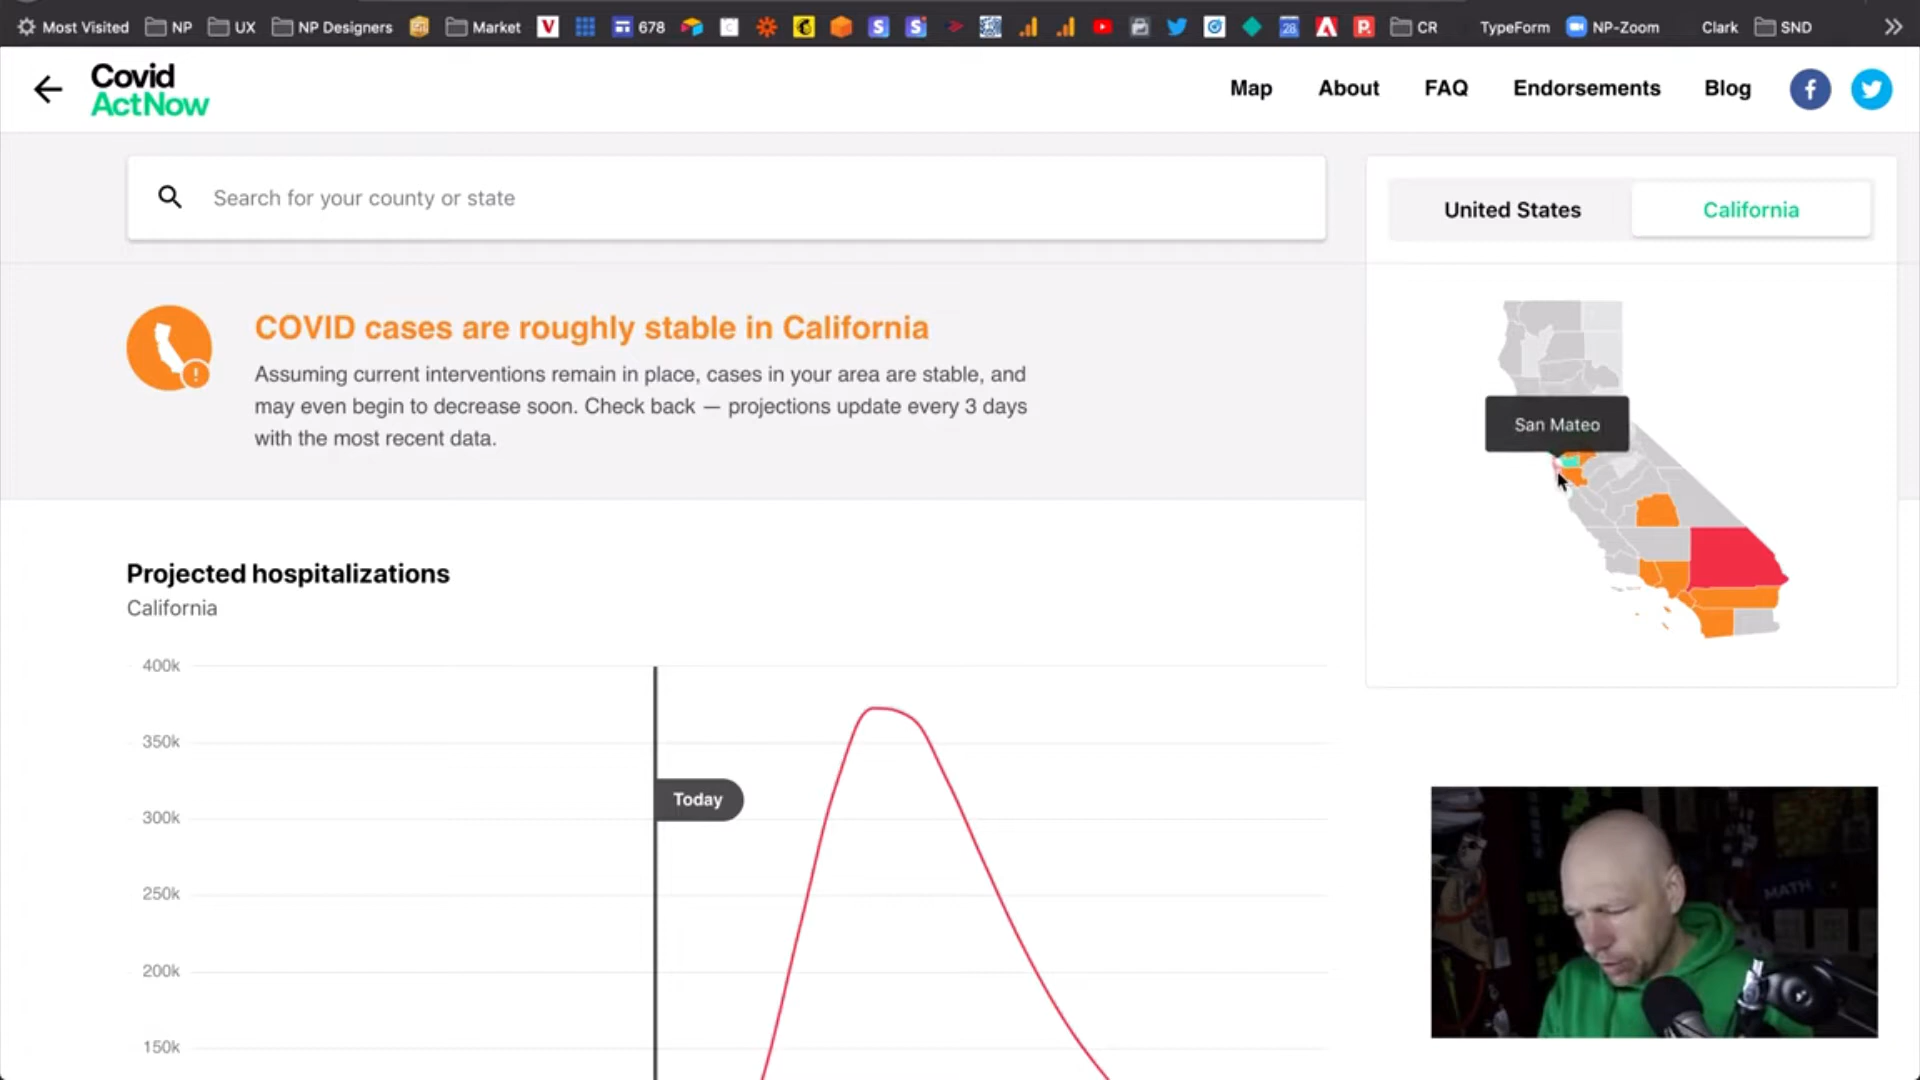 Most Visited NP UX NP Designers Market 678 28 CR TypeForm NP-Zoom Clark SND
Covid
ActNow
Map About FAQ Endorsements Blog
Search for your county or state
United States California
COVID cases are roughly stable in California
Assuming current interventions remain in place, cases in your area are stable, and
may even begin to decrease soon. Check back — projections update every 3 days
with the most recent data.
San Mateo
Projected hospitalizations
California
400k
350k
Today
300k
250k
200k
150k
MATH